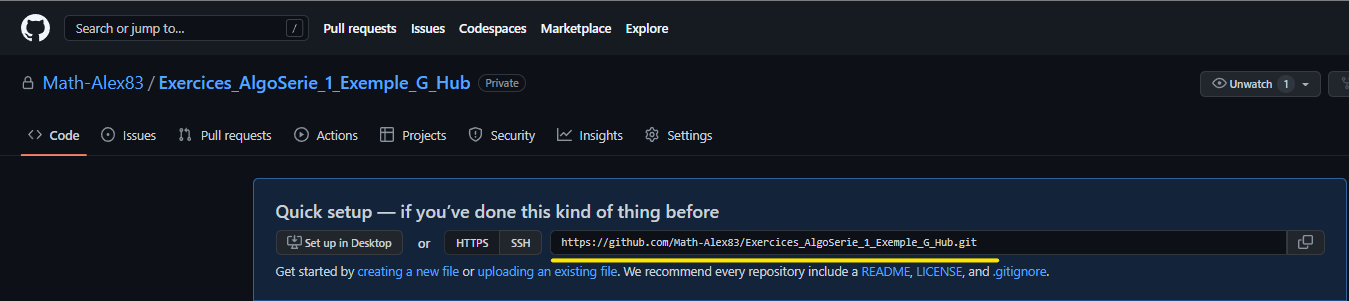 Search or jump to... / Pull requests Issues Codespaces Marketplace Explore
Math-Alex83 / Exercices_AlgoSerie_1_Exemple_G_Hub Private Unwatch 1
Code Issues Pull requests Actions Projects Security Insights Settings
Quick setup — if you've done this kind of thing before
Set up in Desktop or HTTPS SSH https://github.com/Math-Alex83/Exercices_AlgoSerie_1_Exemple_G_Hub.git
Get started by creating a new file or uploading an existing file. We recommend every repository include a README, LICENSE, and .gitignore.